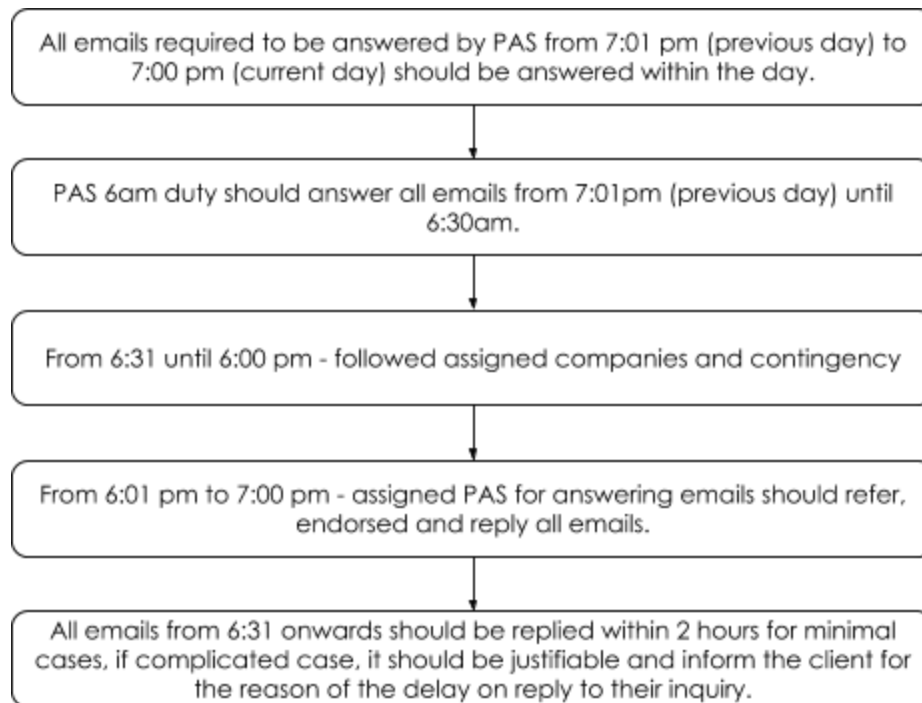 All emails required to be answered by PAS from 7:01 pm (previous day) to
7:00 pm (current day) should be answered within the day.
PAS 6am duty should answer all emails from 7:01pm (previous day) until
6:30am.
From 6:31 until 6:00 pm - followed assigned companies and contingency
From 6:01 pm to 7:00 pm - assigned PAS for answering emails should refer,
endorsed and reply all emails.
All emails from 6:31 onwards should be replied within 2 hours for minimal
cases, if complicated case, it should be justifiable and inform the client for
the reason of the delay on reply to their inquiry.